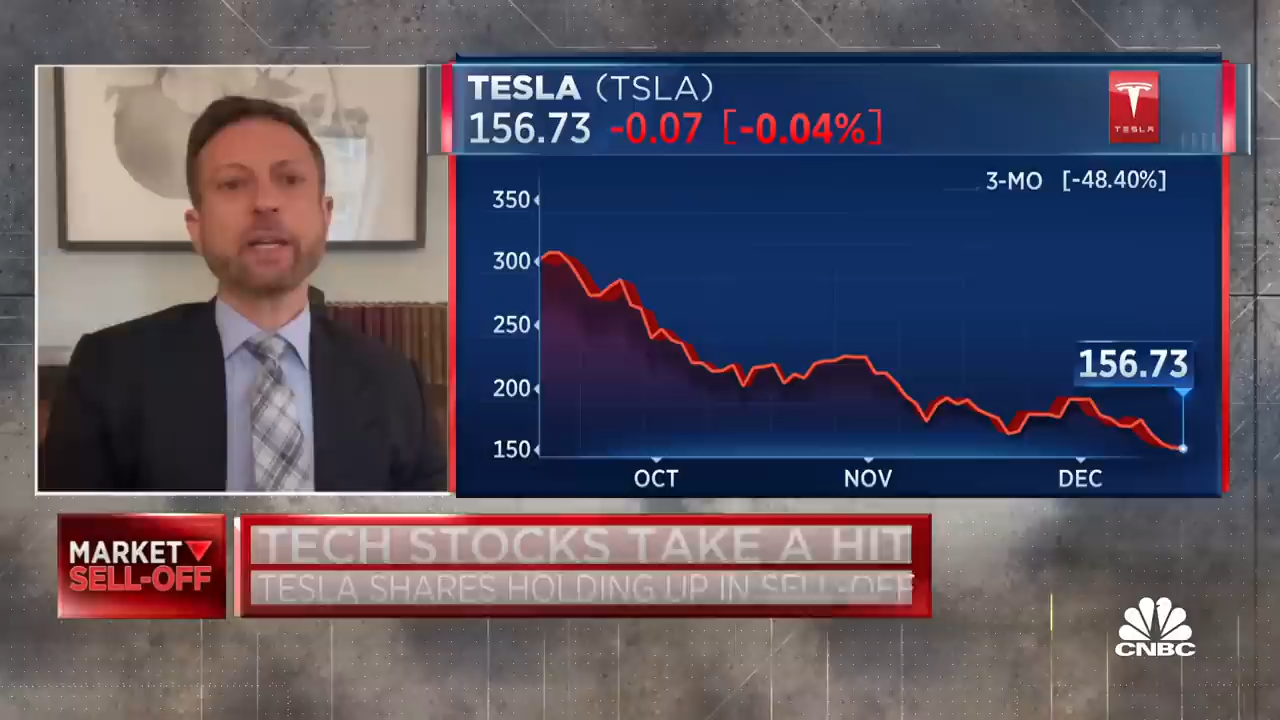 TESLA (TSLA)
156.73 -0.07 [-0.04%]
TESLA
3-MO [-48.40%]
350
300
250
200
150
156.73
OCT NOV DEC
MARKET
SELL-OFF
TECH STOCKS TAKE A HIT
TESLA SHARES HOLDING UP IN SELL-OFF
CNBC